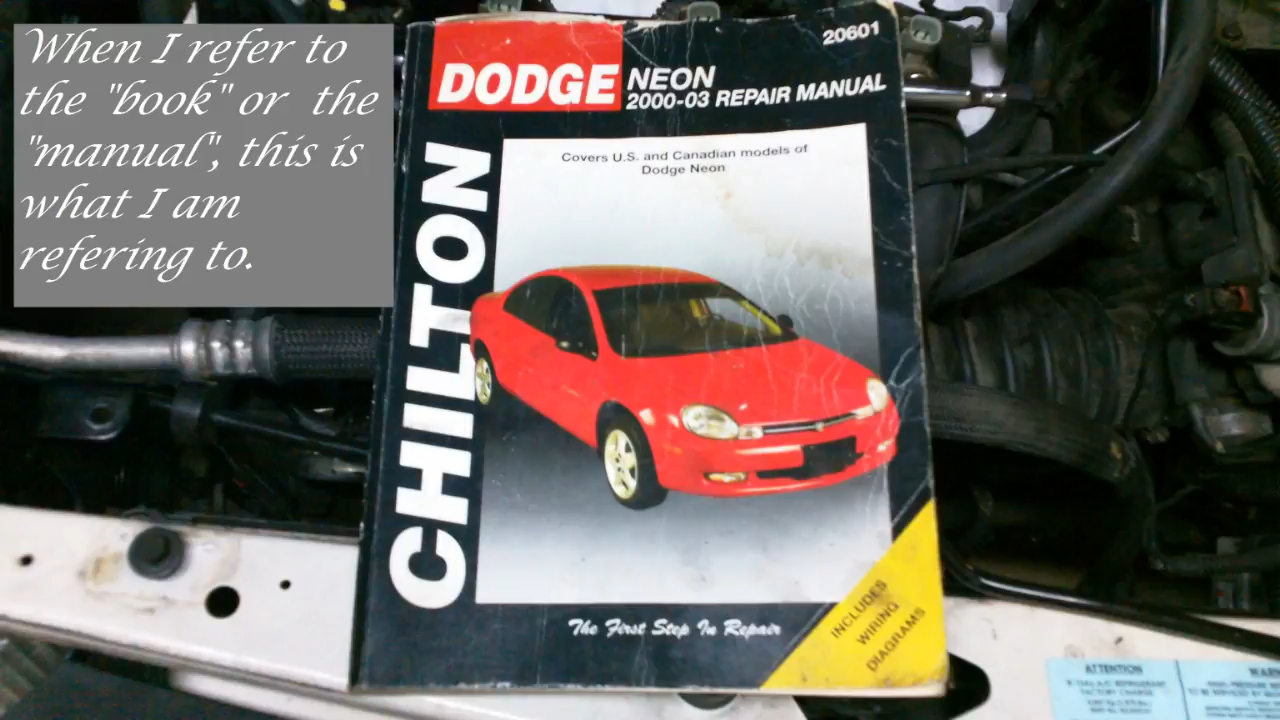 When I refer to
the "book" or the
"manual", this is
what I am
refering to.
20601
DODGE NEON
2000-03 REPAIR MANUAL
Covers U.S. and Canadian models of
Dodge Neon
CHILTON
The First Step In Repair
INCLUDES
WIRING
DIAGRAMS
ATTENTION
FACTORY CHARGE